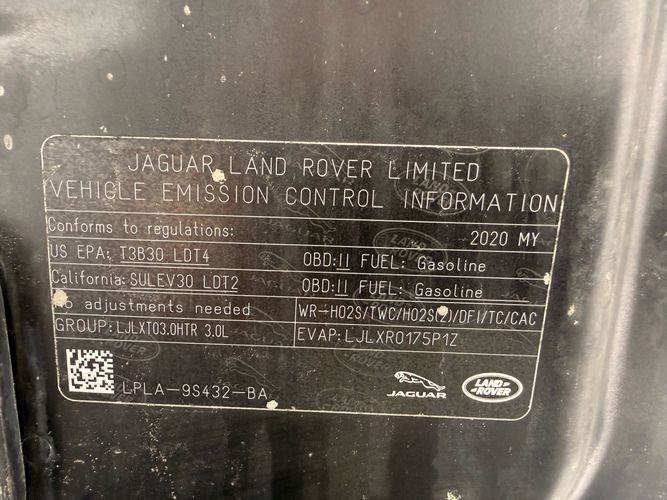 JAGUAR LAND ROVER LIMITED
VEHICLE EMISSION CONTROL INFORMATION
Conforms to regulations: 2020 MY
US EPA: T3B30 LDT4 OBD:II FUEL: Gasoline
California: SULEV30 LDT2 OBD:II FUEL: Gasoline
No adjustments needed WR-HO2S/TWC/HO2S(2)/DFI/TC/CAC
GROUP: LJLXT03.0HTR 3.0L EVAP: LJLXR0175P1Z
LPLA-9S432-BA
JAGUAR
LAND
ROVER